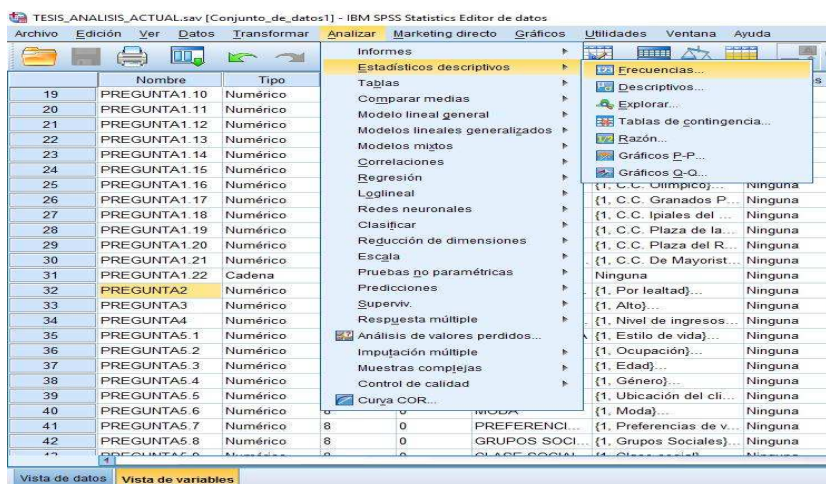 TESIS_ANALISIS_ACTUAL.sav [Conjunto_de_datos1] - IBM SPSS Statistics Editor de datos
Archivo Edición Ver Datos Transformar Analizar Marketing directo Gráficos Utilidades Ventana Ayuda
Nombre Tipo
19 PREGUNTA1.10 Numérico
20 PREGUNTA1.11 Numérico
21 PREGUNTA1.12 Numérico
22 PREGUNTA1.13 Numérico
23 PREGUNTA1.14 Numérico
24 PREGUNTA1.15 Numérico
25 PREGUNTA1.16 Numérico {1, C.C. Olímpico}... Ninguna
26 PREGUNTA1.17 Numérico {1, C.C. Granados P... Ninguna
27 PREGUNTA1.18 Numérico {1, C.C. Ipiales del ... Ninguna
28 PREGUNTA1.19 Numérico {1, C.C. Plaza de la... Ninguna
29 PREGUNTA1.20 Numérico {1, C.C. Plaza del R... Ninguna
30 PREGUNTA1.21 Numérico {1, C.C. De Mayorist... Ninguna
31 PREGUNTA1.22 Cadena Ninguna Ninguna
32 PREGUNTA2 Numérico {1, Por lealtad}... Ninguna
33 PREGUNTA3 Numérico {1, Alto}... Ninguna
34 PREGUNTA4 Numérico {1, Nivel de ingresos... Ninguna
35 PREGUNTA5.1 Numérico {1, Estilo de vida}... Ninguna
36 PREGUNTA5.2 Numérico {1, Ocupación}... Ninguna
37 PREGUNTA5.3 Numérico {1, Edad}... Ninguna
38 PREGUNTA5.4 Numérico {1, Género}... Ninguna
39 PREGUNTA5.5 Numérico {1, Ubicación del cli... Ninguna
40 PREGUNTA5.6 Numérico 8 0 MODA {1, Moda}... Ninguna
41 PREGUNTA5.7 Numérico 8 0 PREFERENCI... {1, Preferencias de v... Ninguna
42 PREGUNTA5.8 Numérico 8 0 GRUPOS SOCI... {1, Grupos Sociales}... Ninguna
Informes
Estadísticos descriptivos
Tablas
Comparar medias
Modelo lineal general
Modelos lineales generalizados
Modelos mixtos
Correlaciones
Regresión
Loglineal
Redes neuronales
Clasificar
Reducción de dimensiones
Escala
Pruebas no paramétricas
Predicciones
Superviv.
Respuesta múltiple
Análisis de valores perdidos...
Imputación múltiple
Muestras complejas
Control de calidad
Curva COR...
Frecuencias...
Descriptivos...
Explorar...
Tablas de contingencia...
Razón...
Gráficos P-P...
Gráficos Q-Q...
Vista de datos Vista de variables